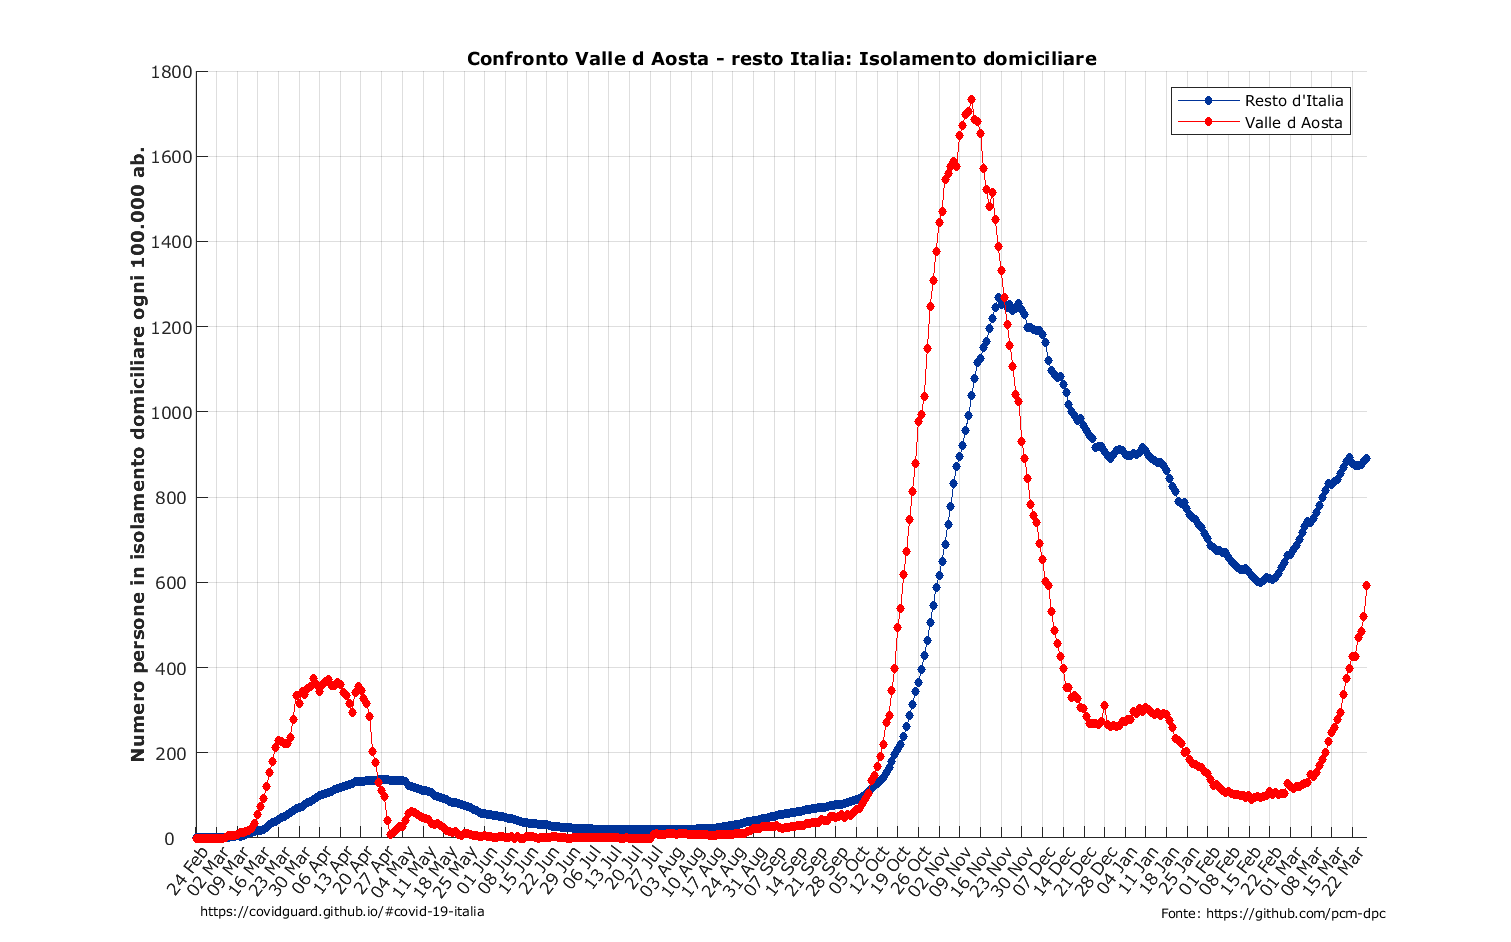 Confronto Valle d Aosta - resto Italia: Isolamento domiciliare
Numero persone in isolamento domiciliare ogni 100.000 ab.
1800
1600
1400
1200
1000
800
600
400
200
0
Resto d'Italia
Valle d Aosta
24 Feb
02 Mar
09 Mar
16 Mar
23 Mar
30 Mar
06 Apr
13 Apr
20 Apr
27 Apr
04 May
11 May
18 May
25 May
01 Jun
08 Jun
15 Jun
22 Jun
29 Jun
06 Jul
13 Jul
20 Jul
27 Jul
03 Aug
10 Aug
17 Aug
24 Aug
31 Aug
07 Sep
14 Sep
21 Sep
28 Sep
05 Oct
12 Oct
19 Oct
26 Oct
02 Nov
09 Nov
16 Nov
23 Nov
30 Nov
07 Dec
14 Dec
21 Dec
28 Dec
04 Jan
11 Jan
18 Jan
25 Jan
01 Feb
08 Feb
15 Feb
22 Feb
01 Mar
08 Mar
15 Mar
22 Mar
https://covidguard.github.io/#covid-19-italia
Fonte: https://github.com/pcm-dpc